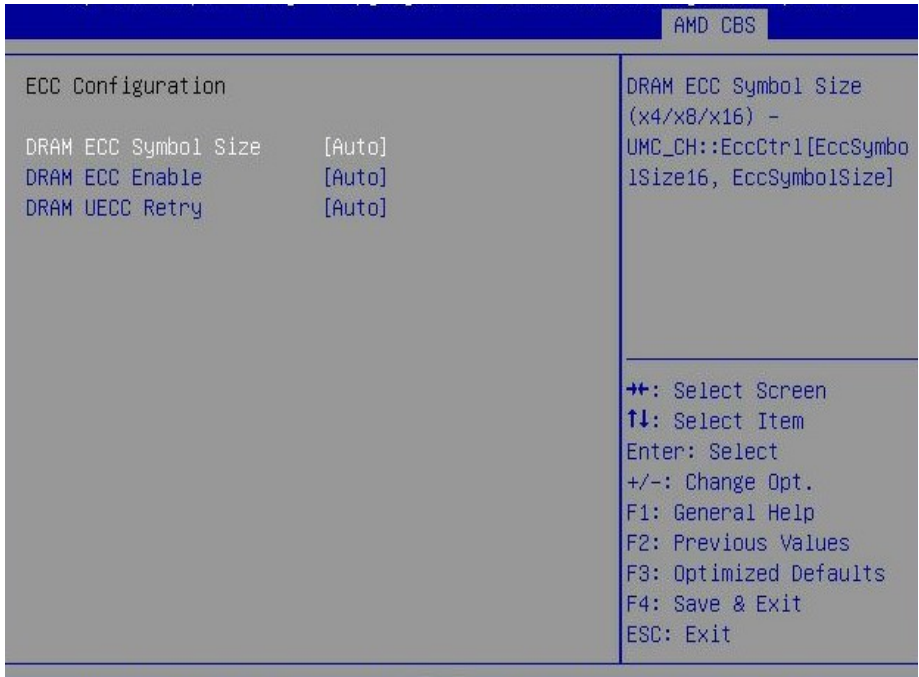 AMD CBS
ECC Configuration
DRAM ECC Symbol Size [Auto]
DRAM ECC Enable [Auto]
DRAM UECC Retry [Auto]
DRAM ECC Symbol Size
(x4/x8/x16) -
UMC_CH::EccCtrl[EccSymbo
lSize16, EccSymbolSize]
→←: Select Screen
↑↓: Select Item
Enter: Select
+/-: Change Opt.
F1: General Help
F2: Previous Values
F3: Optimized Defaults
F4: Save & Exit
ESC: Exit